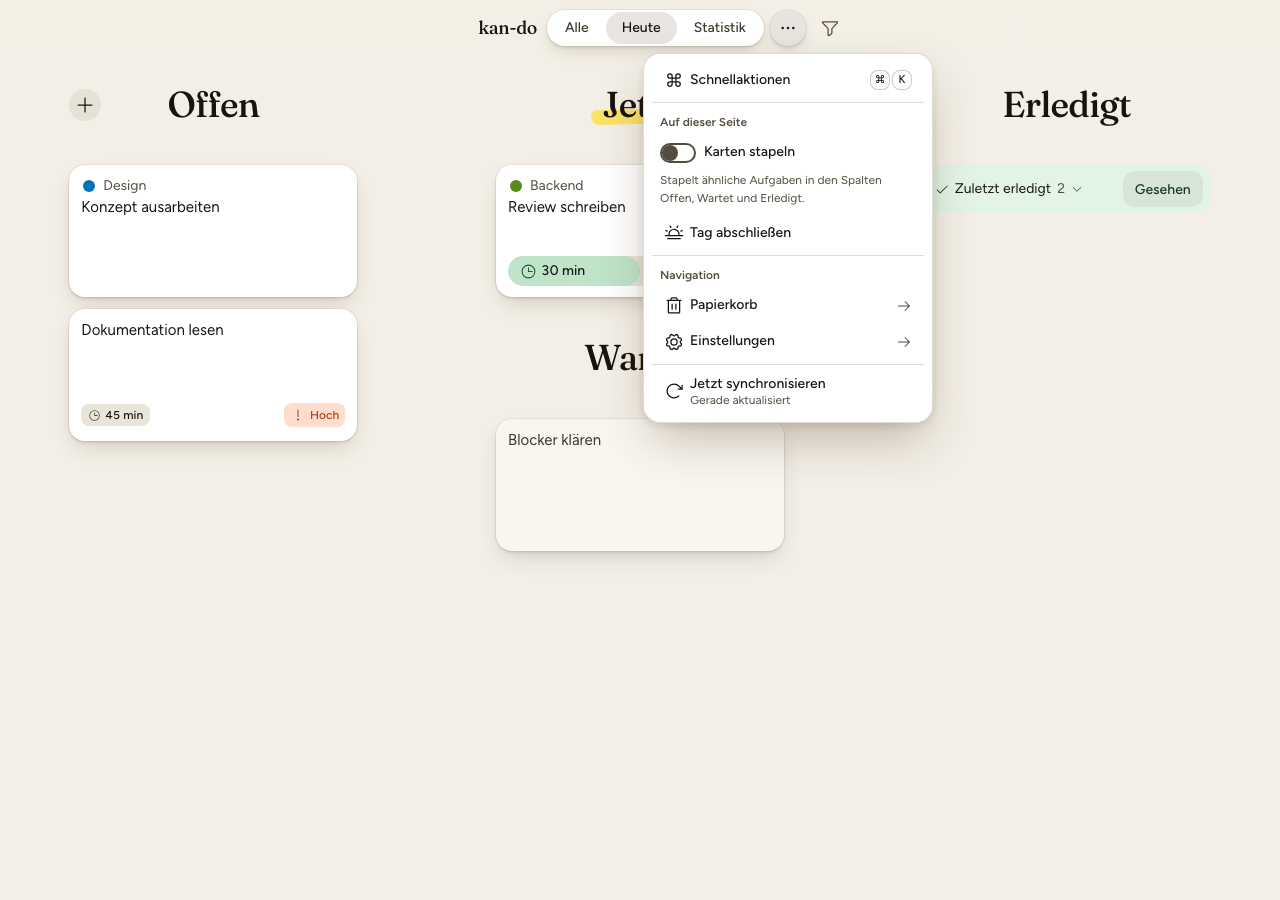 kan-do
Alle
Heute
Statistik
Offen
Design
Konzept ausarbeiten
Dokumentation lesen
45 min
! Hoch
Backend
Review schreiben
30 min
Blocker klären
Schnellaktionen
⌘ K
Auf dieser Seite
Karten stapeln
Stapelt ähnliche Aufgaben in den Spalten
Offen, Wartet und Erledigt.
Tag abschließen
Navigation
Papierkorb
Einstellungen
Jetzt synchronisieren
Gerade aktualisiert
Erledigt
Zuletzt erledigt 2
Gesehen